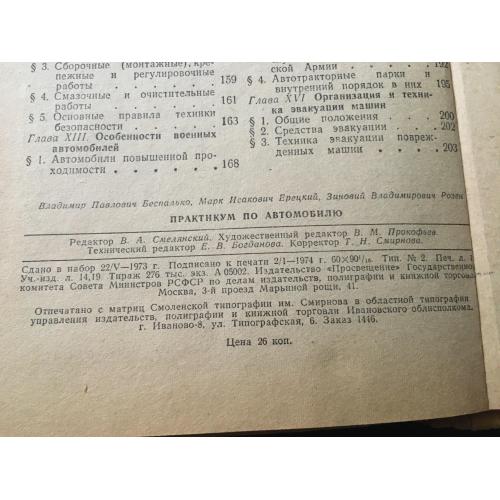 § 3. Сборочные (монтажные), кре-
пежные и регулировочные
работы . . . . . . 159
§ 4. Смазочные и очистительные
работы . . . . . . 161
§ 5. Основные правила техники
безопасности . . . . . 163
Глава XIII. Особенности военных
автомобилей
§ 1. Автомобили повышенной про-
ходимости . . . . . 168
ской Армии . . . . 192
§ 4. Автотракторные парки и
внутренний порядок в них 195
Глава XVI Организация и техни-
ка эвакуации машин
§ 1. Общие положения . . . . 200
§ 2. Средства эвакуации . . . 202
§ 3. Техника эвакуации повреж-
денных машин . . . . 203
Владимир Павлович Беспалько, Марк Исакович Ерецкий, Зиновий Владимирович Розен
ПРАКТИКУМ ПО АВТОМОБИЛЮ
Редактор В. А. Смелянский. Художественный редактор В. М. Прокофьев.
Технический редактор Е. В. Богданова. Корректор Т. Н. Смирнова.
Сдано в набор 22/V—1973 г. Подписано к печати 2/1—1974 г. 60×90¹/₁₆. Тип. № 2. Печ. л.
Уч.-изд. л. 14,19. Тираж 276 тыс. экз. А 05002. Издательство «Просвещение» Государственно
комитета Совета Министров РСФСР по делам издательств, полиграфии и книжной торговли
Москва, 3-й проезд Марьиной рощи, 41.
Отпечатано с матриц Смоленской типографии им. Смирнова в областной типографии
управления издательств, полиграфии и книжной торговли Ивановского облисполкома.
г. Иваново-8, ул. Типографская, 6. Заказ 1446.
Цена 26 коп.